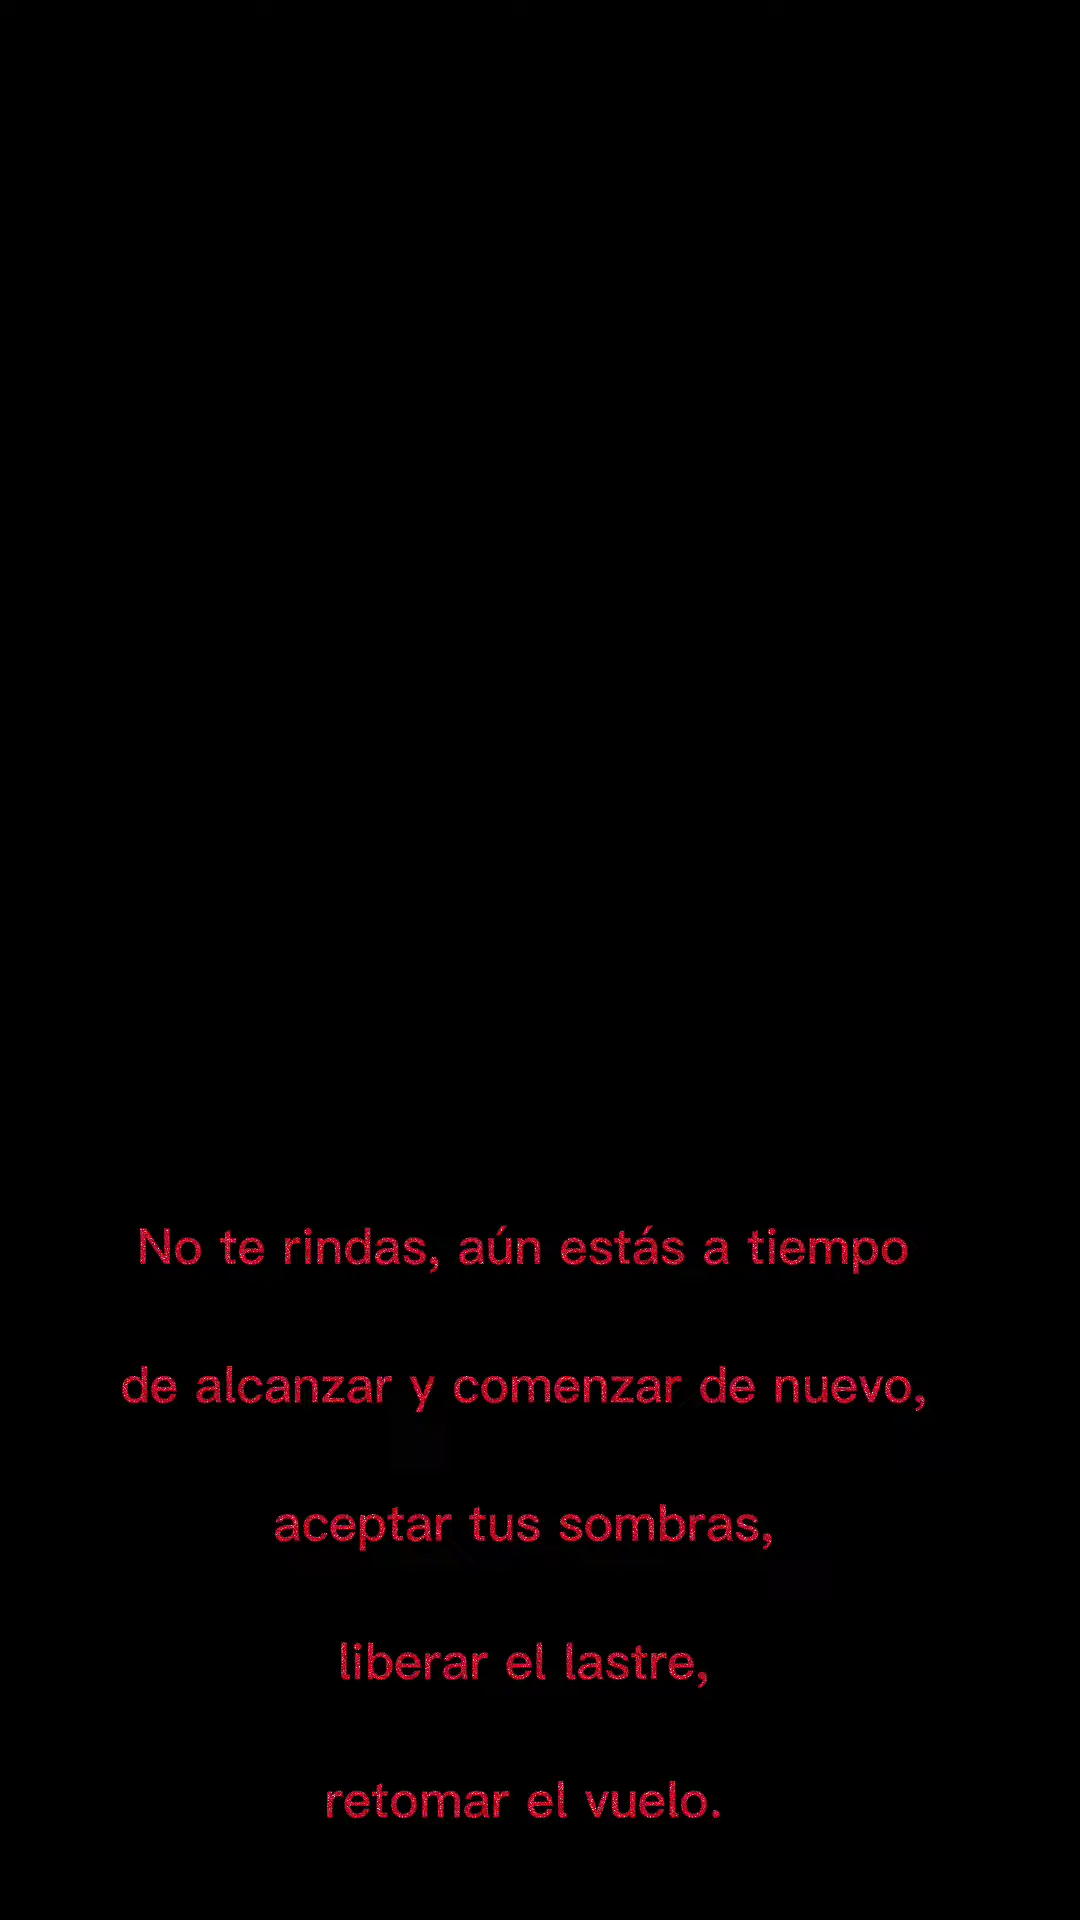 No te rindas, aún estás a tiempo
de alcanzar y comenzar de nuevo,
aceptar tus sombras,
liberar el lastre,
retomar el vuelo.